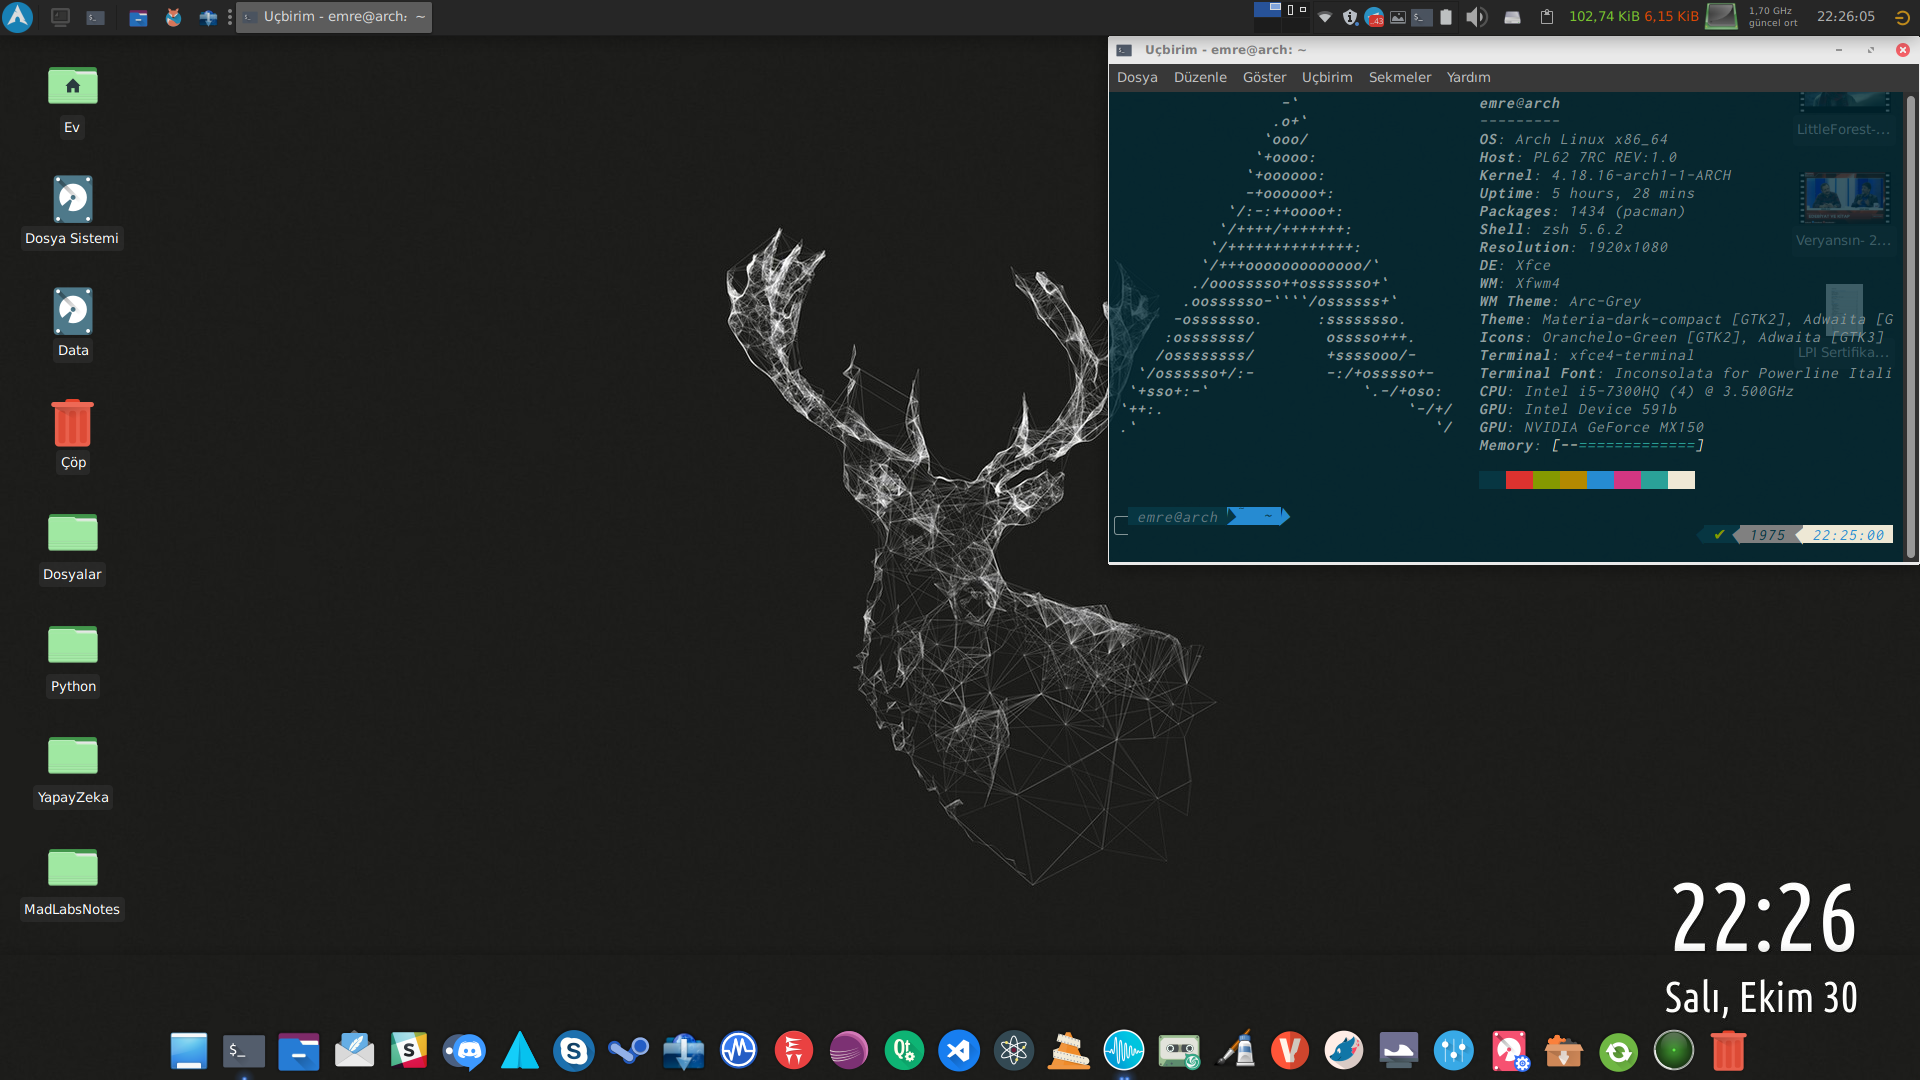 Uçbirim - emre@arch: ~
102,74 KiB 6,15 KiB
1,70 GHz
güncel ort
22:26:05
Ev
Dosya Sistemi
Data
Çöp
Dosyalar
Python
YapayZeka
MadLabsNotes
Uçbirim - emre@arch: ~
Dosya Düzenle Göster Uçbirim Sekmeler Yardım
emre@arch
---------
OS: Arch Linux x86_64
Host: PL62 7RC REV:1.0
Kernel: 4.18.16-arch1-1-ARCH
Uptime: 5 hours, 28 mins
Packages: 1434 (pacman)
Shell: zsh 5.6.2
Resolution: 1920x1080
DE: Xfce
WM: Xfwm4
WM Theme: Arc-Grey
Theme: Materia-dark-compact [GTK2], Adwaita [G
Icons: Oranchelo-Green [GTK2], Adwaita [GTK3]
Terminal: xfce4-terminal
Terminal Font: Inconsolata for Powerline Itali
CPU: Intel i5-7300HQ (4) @ 3.500GHz
GPU: Intel Device 591b
GPU: NVIDIA GeForce MX150
Memory: [--=============]
emre@arch ~
✔ 1975 22:25:00
LittleForest-...
Veryansın- 2...
LPI Sertifika...
22:26
Salı, Ekim 30